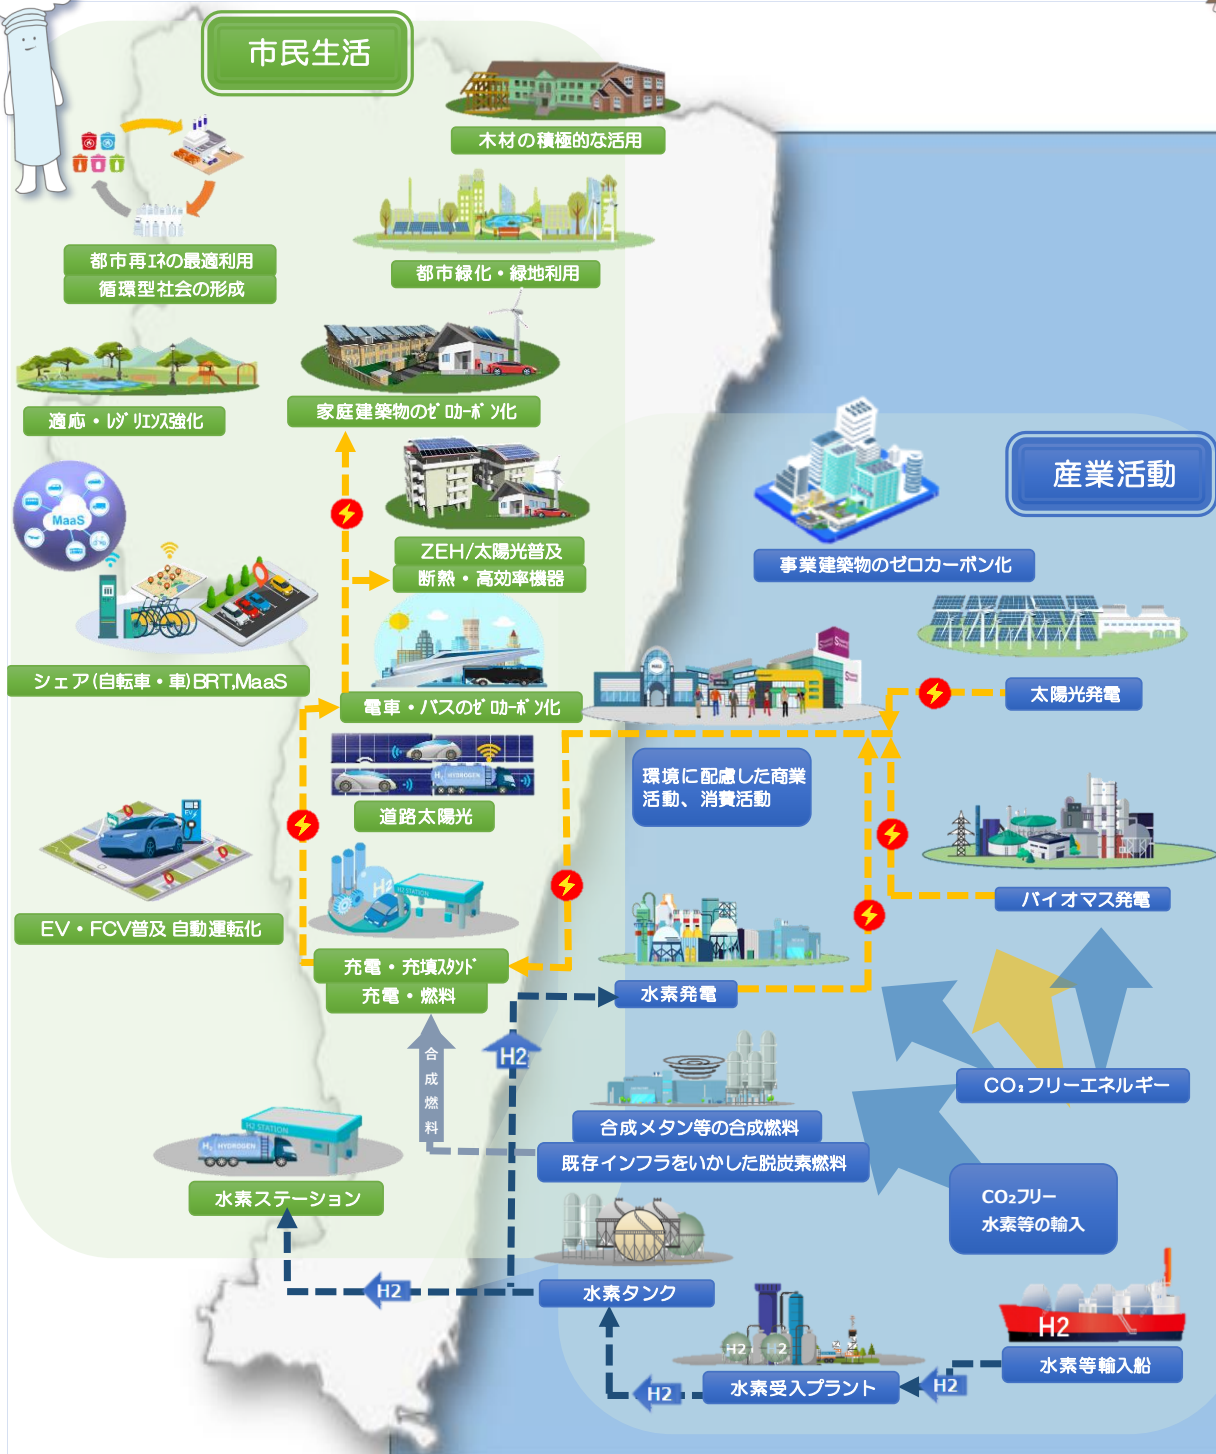 市民生活
木材の積極的な活用
都市再ｴﾈの最適利用
循環型社会の形成
都市緑化・緑地利用
適応・ﾚｼﾞﾘｴﾝｽ強化
家庭建築物のｾﾞﾛｶｰﾎﾞﾝ化
産業活動
MaaS
ZEH/太陽光普及
断熱・高効率機器
事業建築物のゼロカーボン化
シェア(自転車・車)BRT,MaaS
電車・バスのｾﾞﾛｶｰﾎﾞﾝ化
太陽光発電
環境に配慮した商業
活動、消費活動
HYDROGEN
道路太陽光
EV・FCV普及 自動運転化
H2
H2 STATION
バイオマス発電
充電・充填ｽﾀﾝﾄﾞ
充電・燃料
水素発電
H2
合成燃料
CO₂フリーエネルギー
合成メタン等の合成燃料
既存インフラをいかした脱炭素燃料
H2 STATION
H2 HYDROGEN
水素ステーション
CO₂フリー
水素等の輸入
H2
水素タンク
H2
H2
水素等輸入船
H2
水素受入プラント
H2